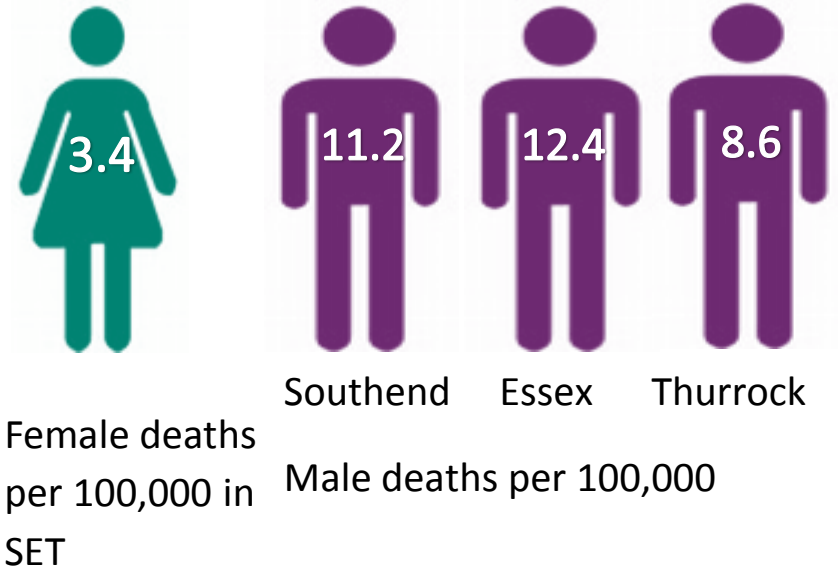 3.4
11.2
12.4
8.6
Southend
Essex
Thurrock
Female deaths
per 100,000 in
SET
Male deaths per 100,000